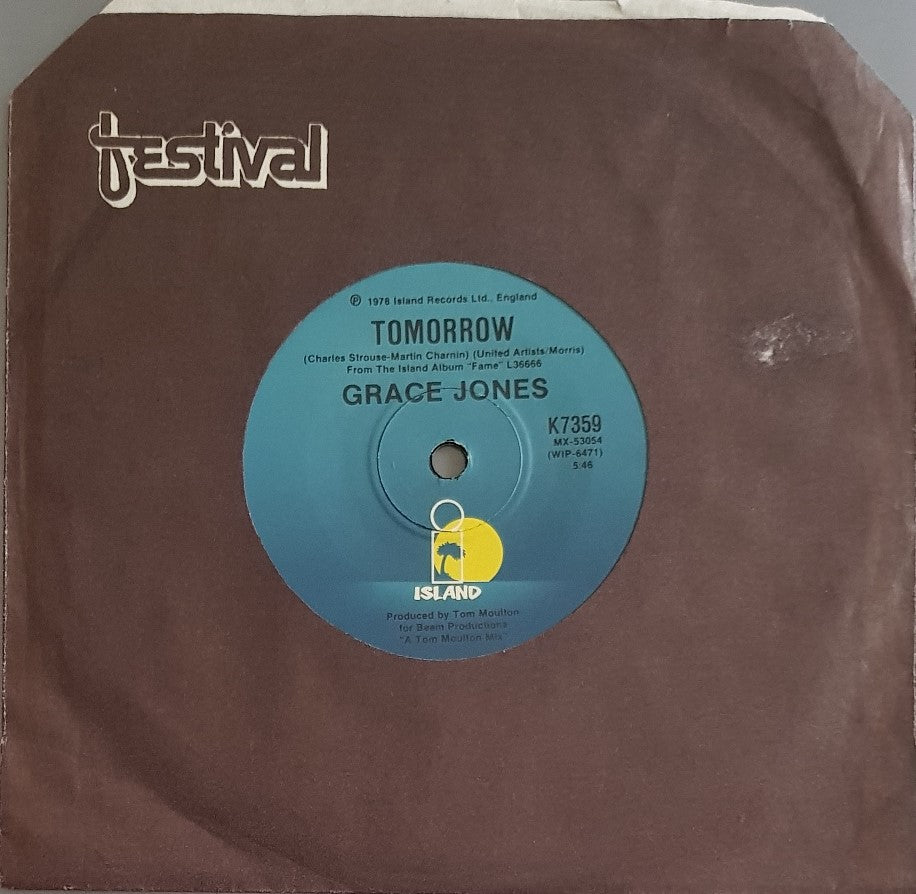 festival
℗ 1978 Island Records Ltd., England
TOMORROW
(Charles Strouse-Martin Charnin) (United Artists/Morris)
From The Island Album "Fame" L36666
GRACE JONES
K7359
MX-53054
(WIP-6471)
5:46
ISLAND
Produced by Tom Moulton
for Beam Productions
"A Tom Moulton Mix"